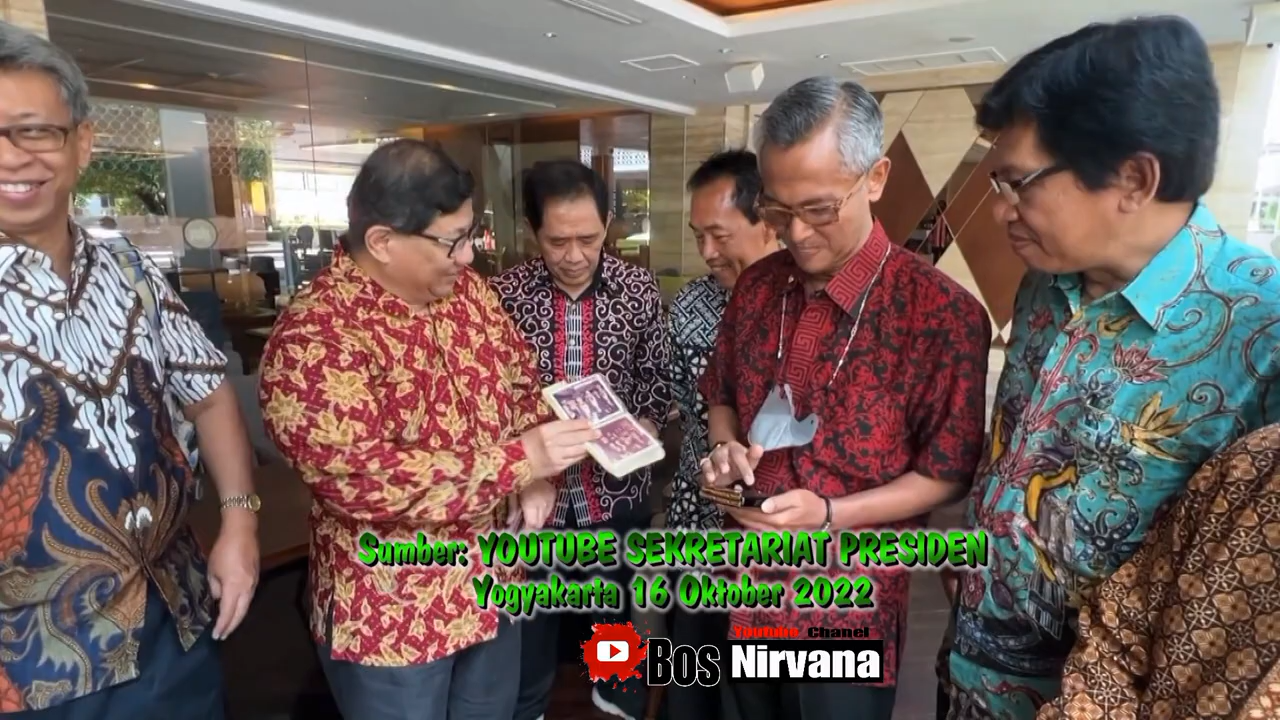 Sumber: YOUTUBE SEKRETARIAT PRESIDEN
Yogyakarta 16 Oktober 2022
Youtube Chanel
Bos Nirvana